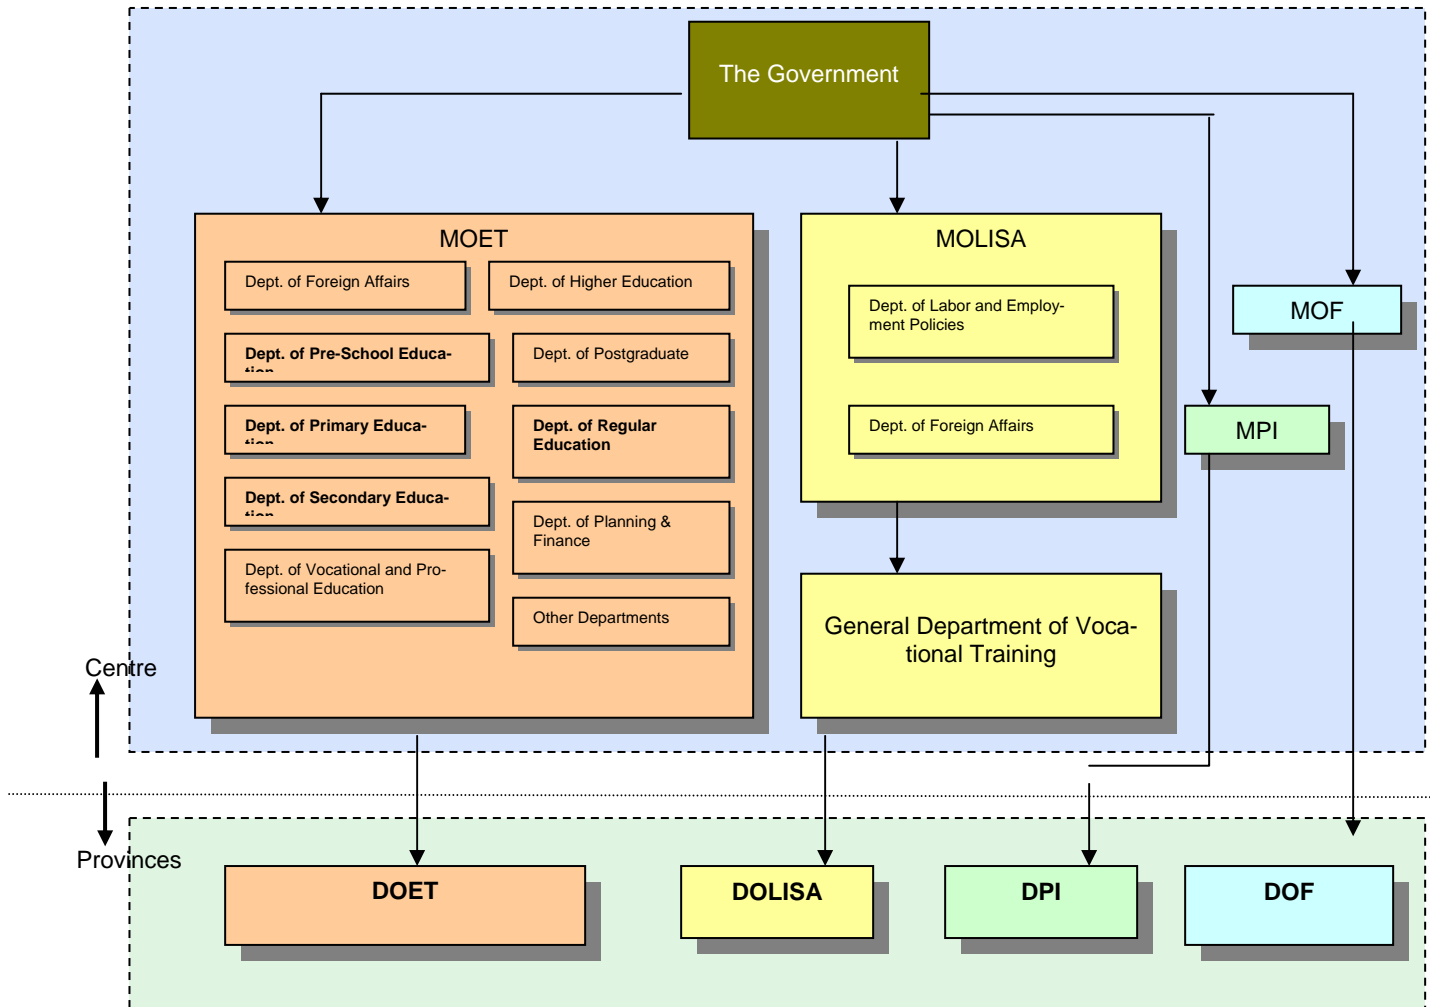 The Government
MOET
Dept. of Foreign Affairs
Dept. of Higher Education
Dept. of Pre-School Educa-
tion
Dept. of Postgraduate
Dept. of Primary Educa-
tion
Dept. of Regular
Education
Dept. of Secondary Educa-
tion
Dept. of Planning &
Finance
Dept. of Vocational and Pro-
fessional Education
Other Departments
MOLISA
Dept. of Labor and Employ-
ment Policies
Dept. of Foreign Affairs
General Department of Voca-
tional Training
MOF
MPI
Centre
Provinces
DOET
DOLISA
DPI
DOF